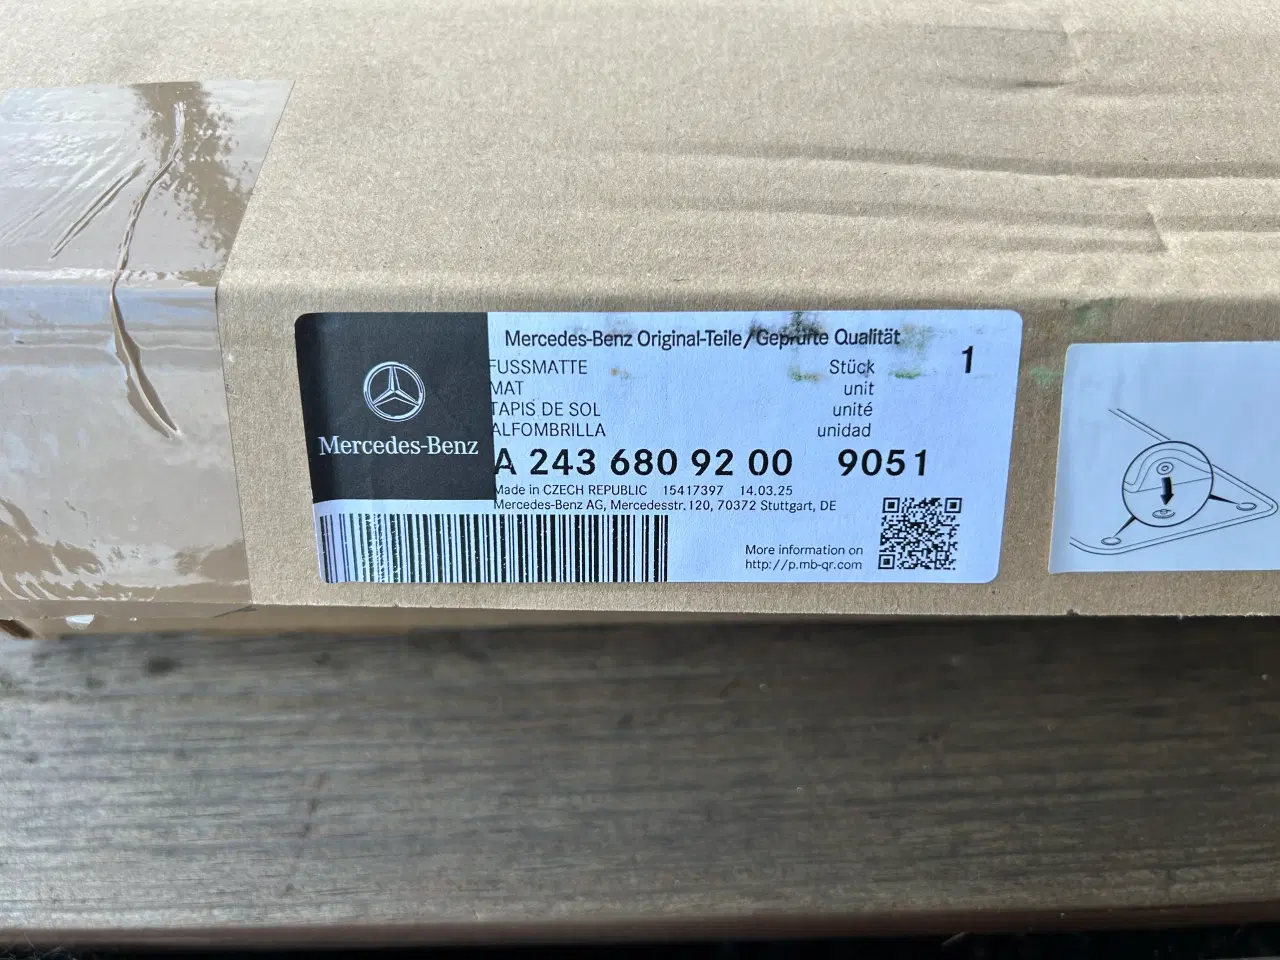 Mercedes-Benz
Mercedes-Benz Original-Teile/Geprüfte Qualität
FUSSMATTE Stück 1
MAT unit
TAPIS DE SOL unité
ALFOMBRILLA unidad
A 243 680 92 00 9051
Made in CZECH REPUBLIC 15417397 14.03.25
Mercedes-Benz AG, Mercedesstr. 120, 70372 Stuttgart, DE
More information on
http://p.mb-qr.com